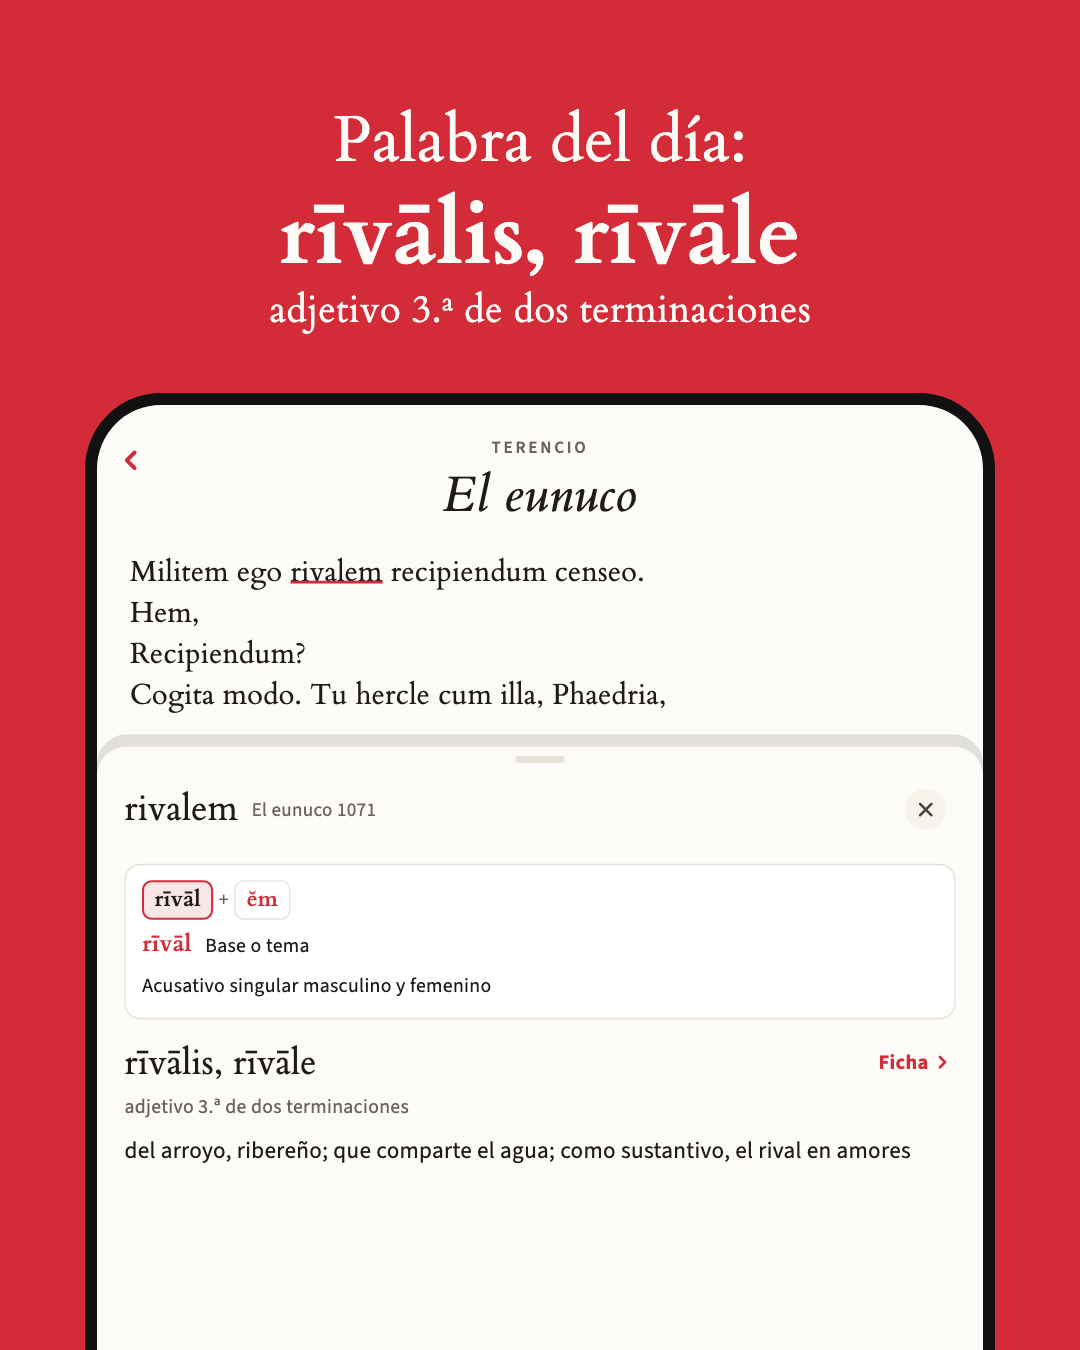 Palabra del día:
rīvālis, rīvāle
adjetivo 3.ª de dos terminaciones
TERENCIO
El eunuco
Militem ego rivalem recipiendum censeo.
Hem,
Recipiendum?
Cogita modo. Tu hercle cum illa, Phaedria,
rivalem El eunuco 1071
rīvāl + ĕm
rīvāl Base o tema
Acusativo singular masculino y femenino
rīvālis, rīvāle Ficha
adjetivo 3.ª de dos terminaciones
del arroyo, ribereño; que comparte el agua; como sustantivo, el rival en amores